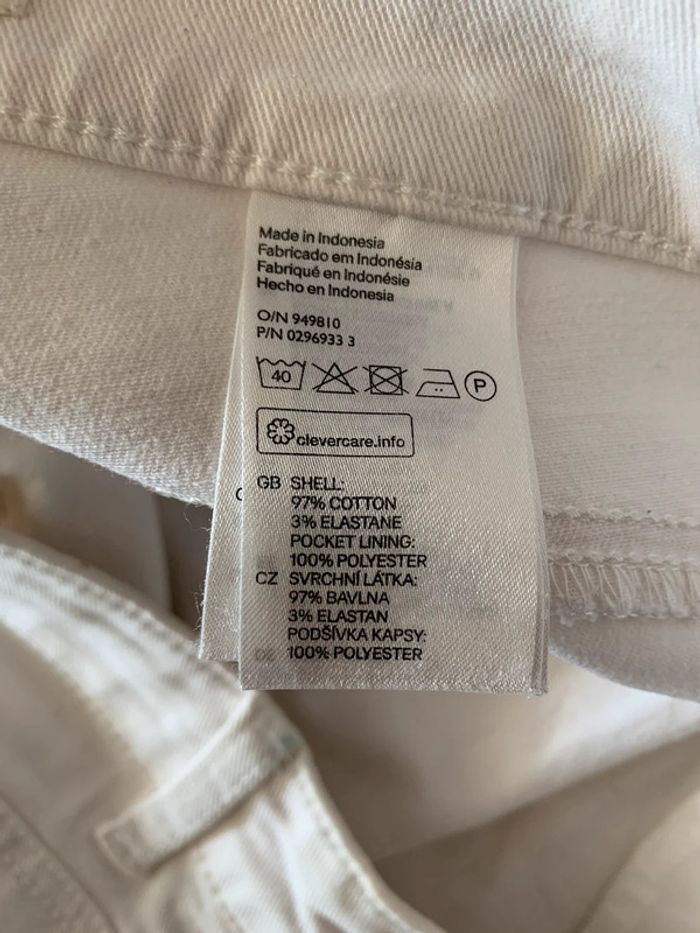 Made in Indonesia
Fabricado em Indonésia
Fabriqué en Indonésie
Hecho en Indonesia
O/N 949810
P/N 0296933 3
40 P
clevercare.info
GB SHELL:
97% COTTON
3% ELASTANE
POCKET LINING:
100% POLYESTER
CZ SVRCHNÍ LÁTKA:
97% BAVLNA
3% ELASTAN
PODŠÍVKA KAPSY:
100% POLYESTER